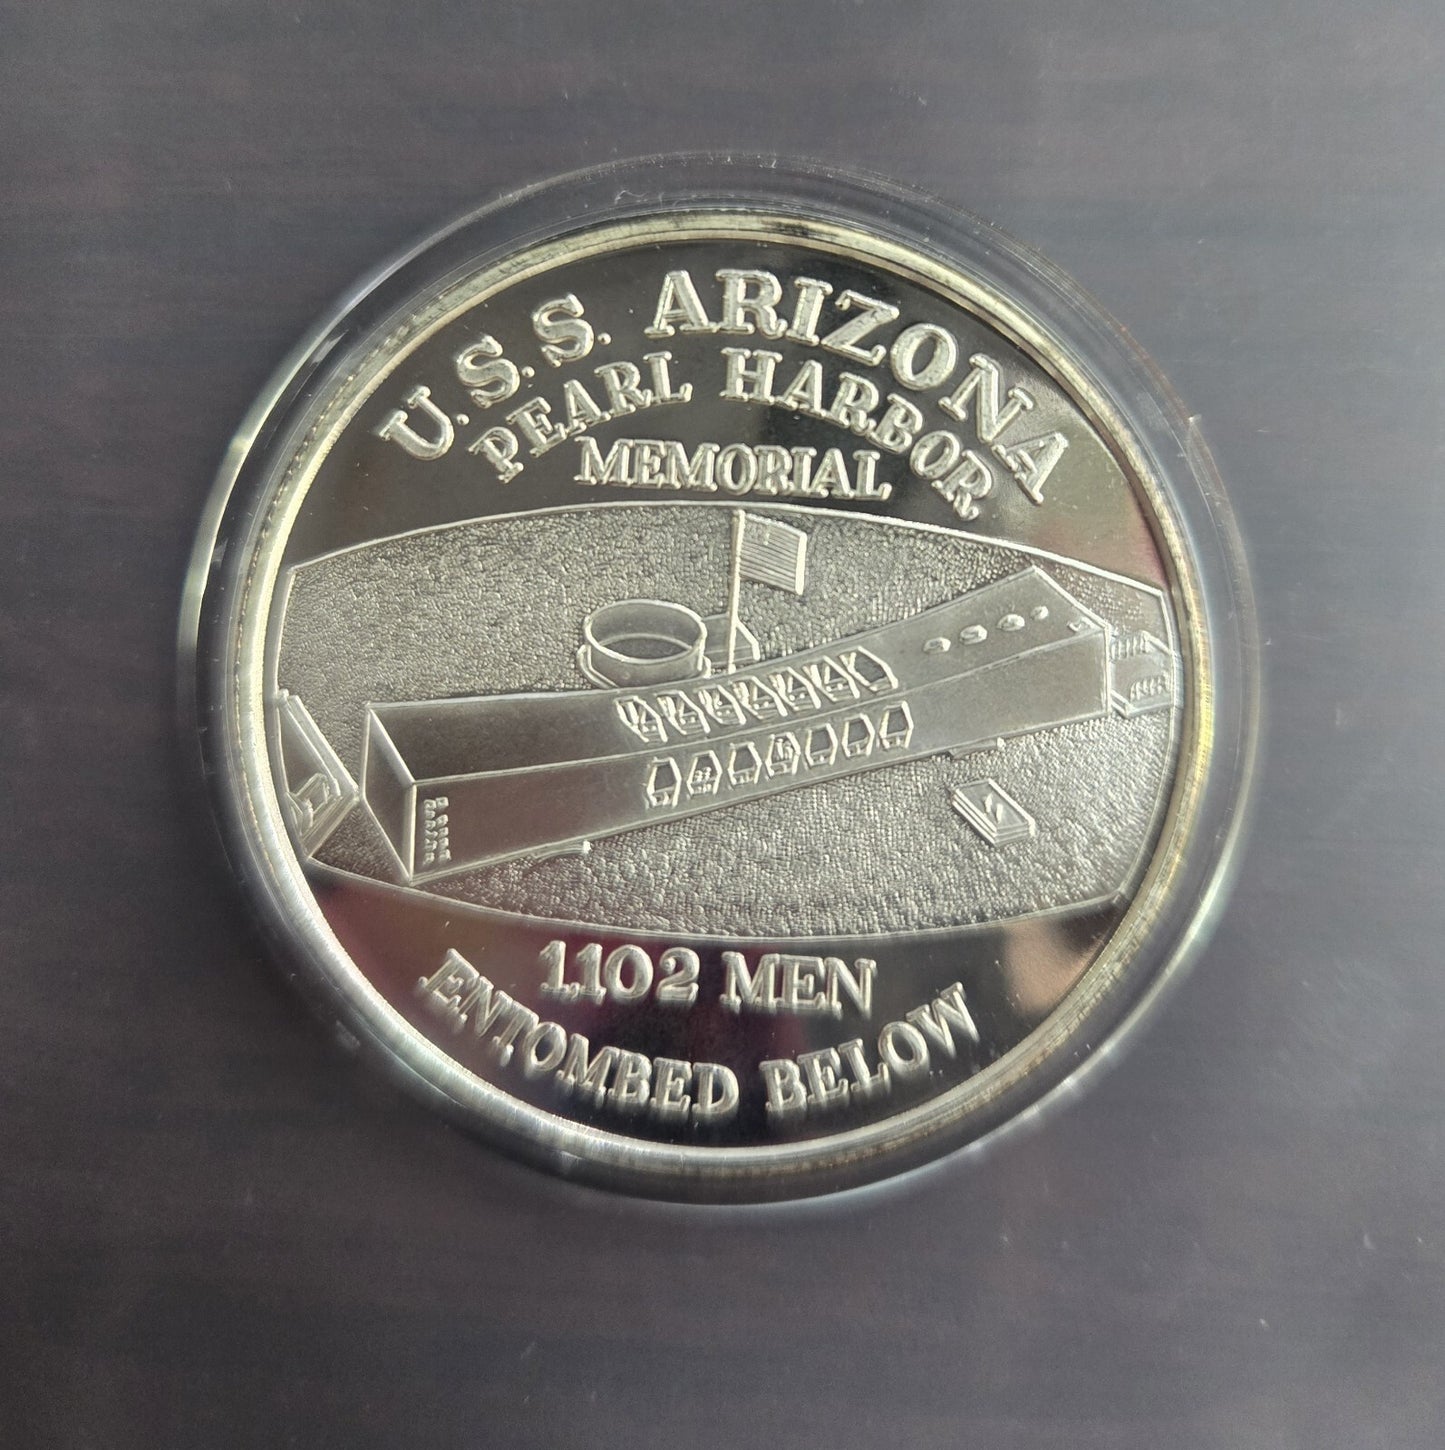 U.S.S. ARIZONA
PEARL HARBOR
MEMORIAL
1,102 MEN
ENTOMBED BELOW